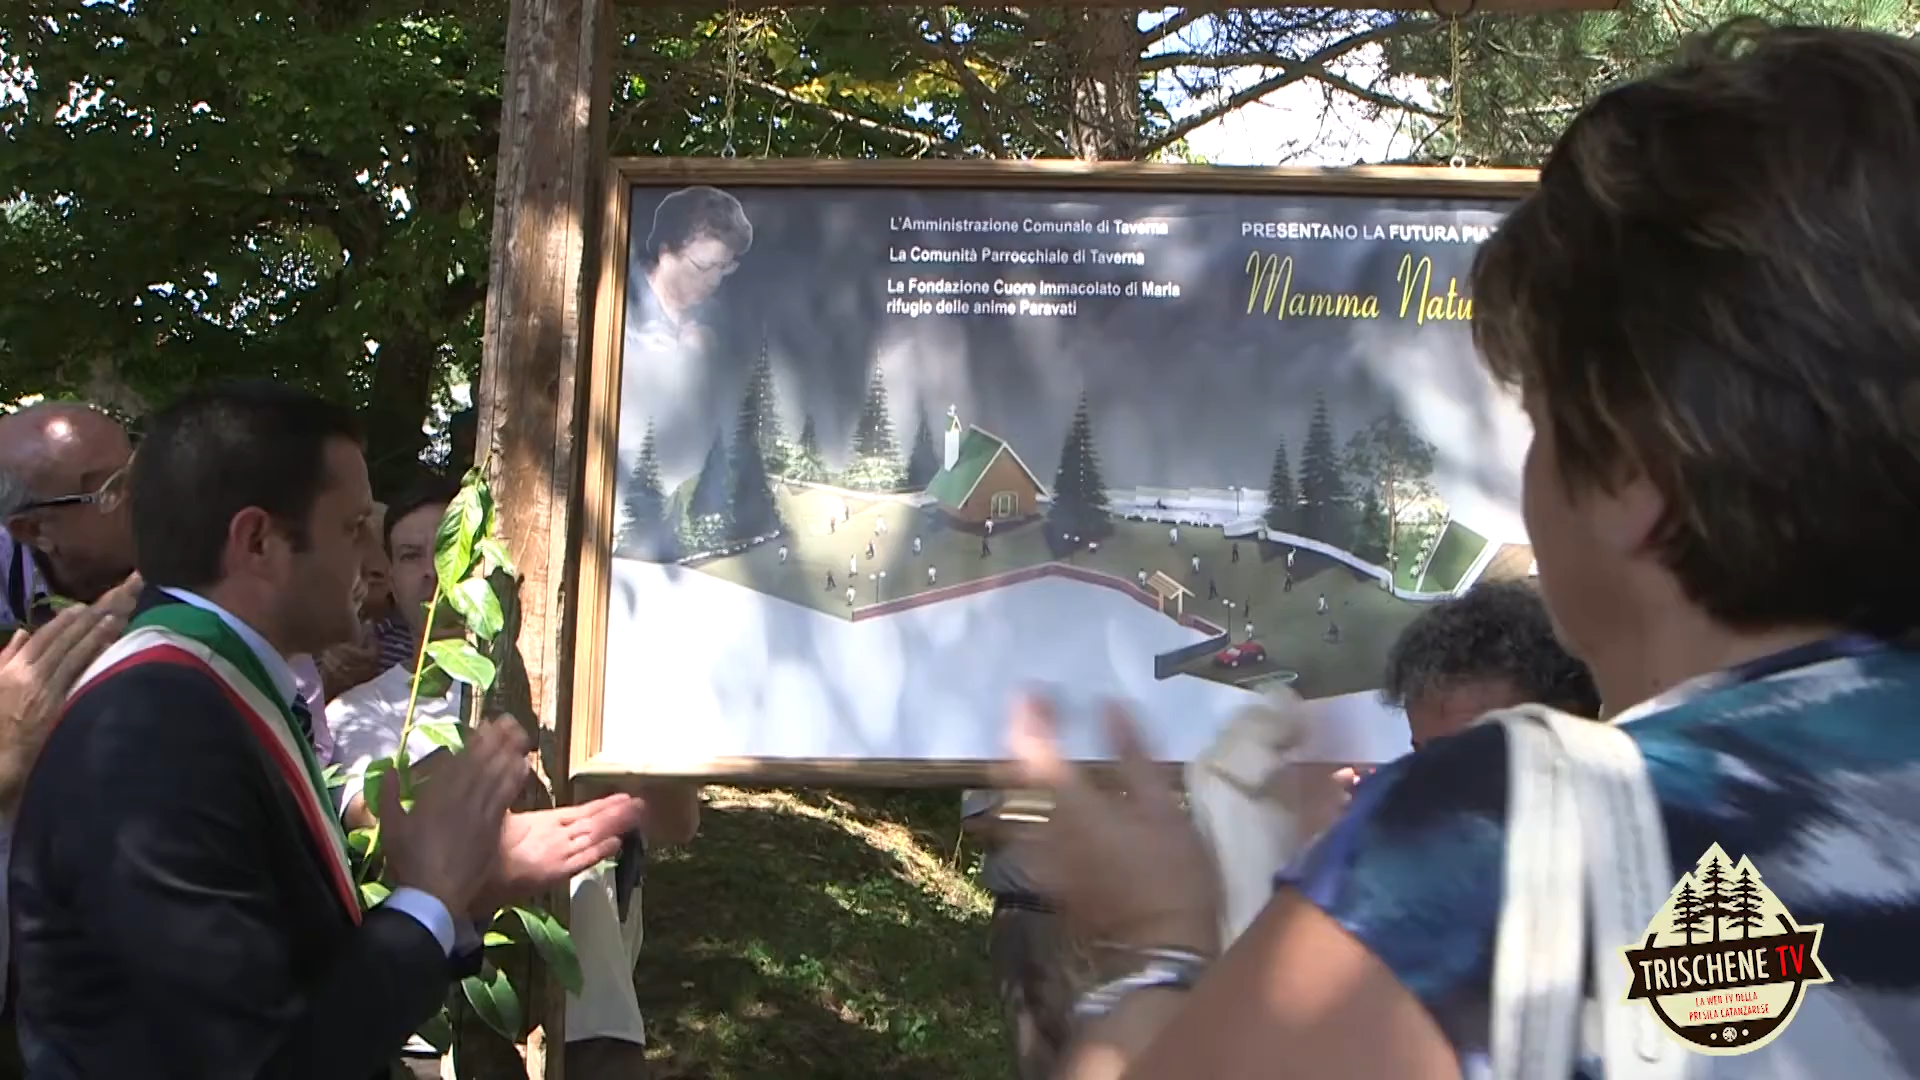 L'Amministrazione Comunale di Taverna
La Comunità Parrocchiale di Taverna
La Fondazione Cuore Immacolato di Maria
rifugio delle anime Paravati
PRESENTANO LA FUTURA
Mamma
TRISCHENE TV
LA WEB TV DELLA
PRESILA CATANZARESE